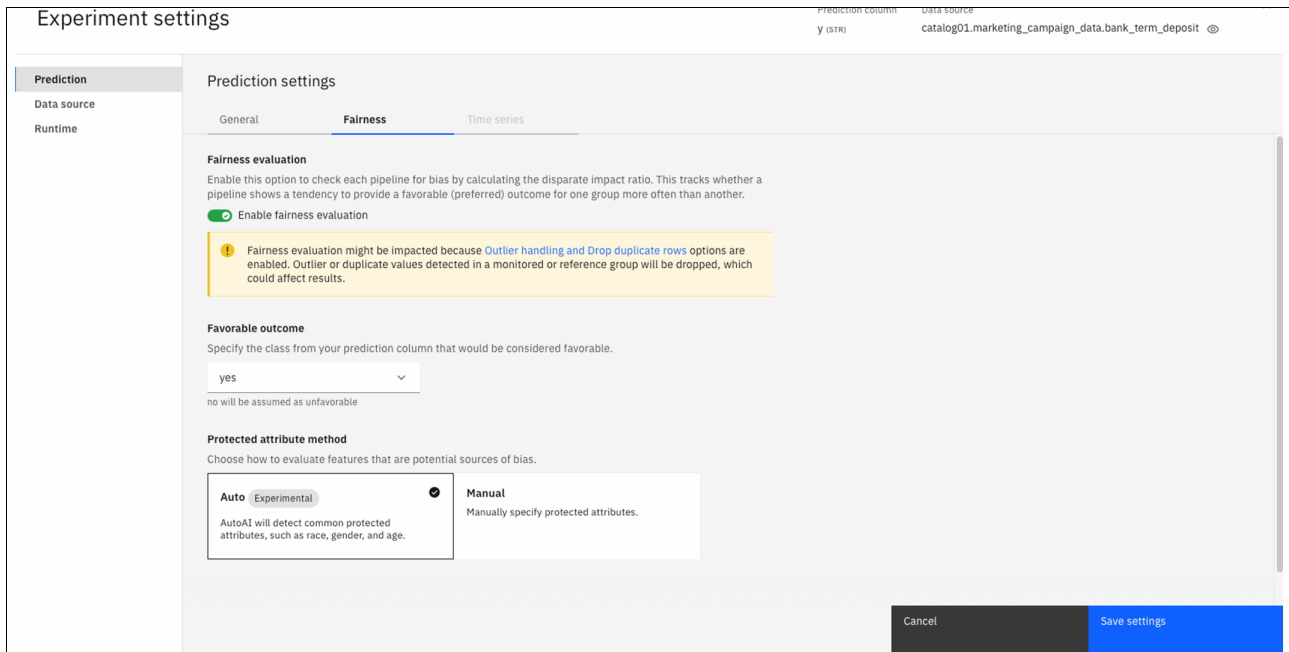 Experiment settings
Prediction column
Data source
y (STR)
catalog01.marketing_campaign_data.bank_term_deposit
Prediction
Data source
Runtime
Prediction settings
General
Fairness
Time series
Fairness evaluation
Enable this option to check each pipeline for bias by calculating the disparate impact ratio. This tracks whether a
pipeline shows a tendency to provide a favorable (preferred) outcome for one group more often than another.
Enable fairness evaluation
Fairness evaluation might be impacted because Outlier handling and Drop duplicate rows options are
enabled. Outlier or duplicate values detected in a monitored or reference group will be dropped, which
could affect results.
Favorable outcome
Specify the class from your prediction column that would be considered favorable.
yes
no will be assumed as unfavorable
Protected attribute method
Choose how to evaluate features that are potential sources of bias.
Auto Experimental
AutoAI will detect common protected
attributes, such as race, gender, and age.
Manual
Manually specify protected attributes.
Cancel
Save settings